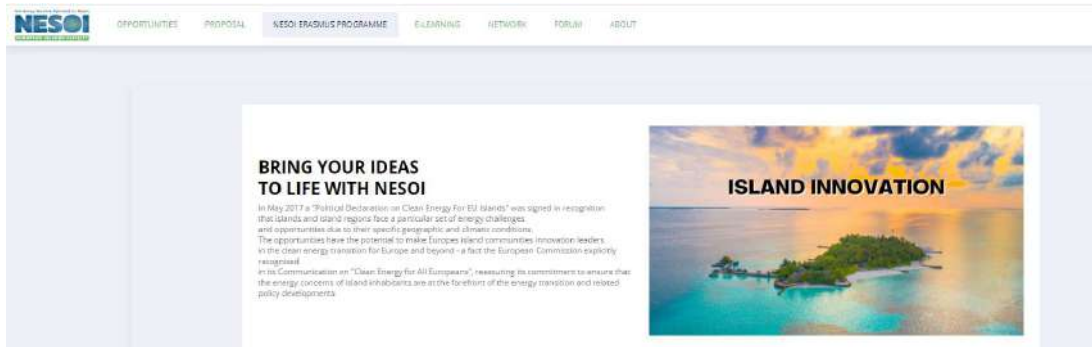 NESOI
OPPORTUNITIES PROPOSAL NESOI ERASMUS PROGRAMME E-LEARNING NETWORK FORUM ABOUT
BRING YOUR IDEAS
TO LIFE WITH NESOI
In May 2017 a "Political Declaration on Clean Energy For EU Islands" was signed in recognition
that islands and island regions face a particular set of energy challenges,
and opportunities due to their specific geographic and climatic conditions.
The opportunities have the potential to make Europes island communities innovation leaders
in the clean energy transition for Europe and beyond - a fact the European Commission explicitly
recognised
in its Communication on "Clean Energy for All Europeans", reassuring its commitment to ensure that
the energy concerns of island inhabitants are at the forefront of the energy transition and related
policy developments.
ISLAND INNOVATION